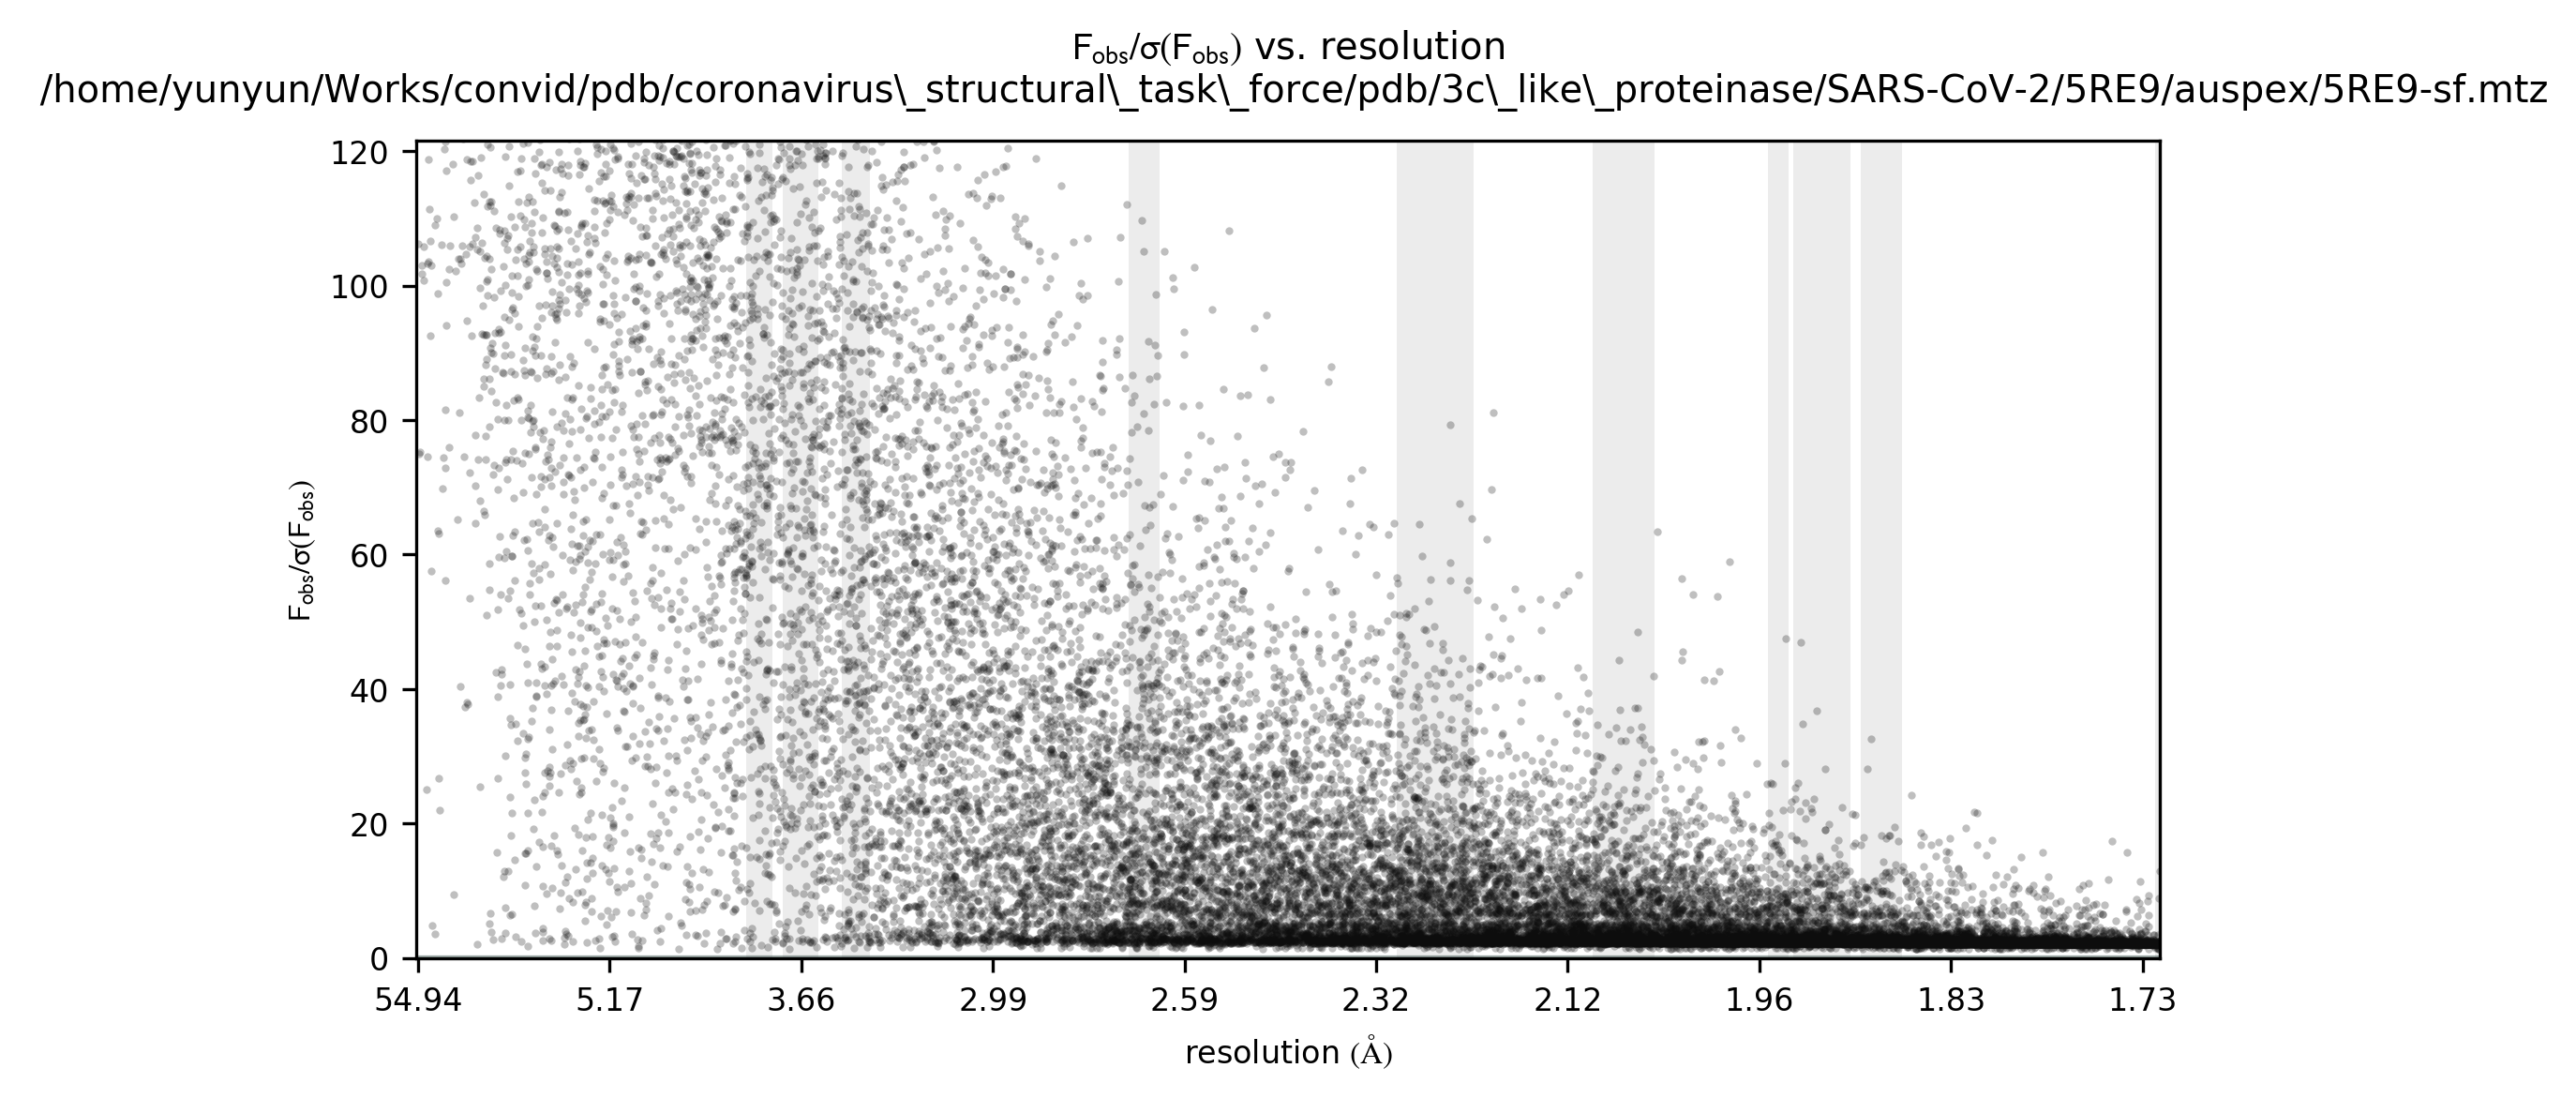 Fobs/σ(Fobs) vs. resolution
/home/yunyun/Works/convid/pdb/coronavirus\_structural\_task\_force/pdb/3c\_like\_proteinase/SARS-CoV-2/5RE9/auspex/5RE9-sf.mtz
120
100
80
60
40
20
0
Fobs/σ(Fobs)
54.94 5.17 3.66 2.99 2.59 2.32 2.12 1.96 1.83 1.73
resolution (Å)